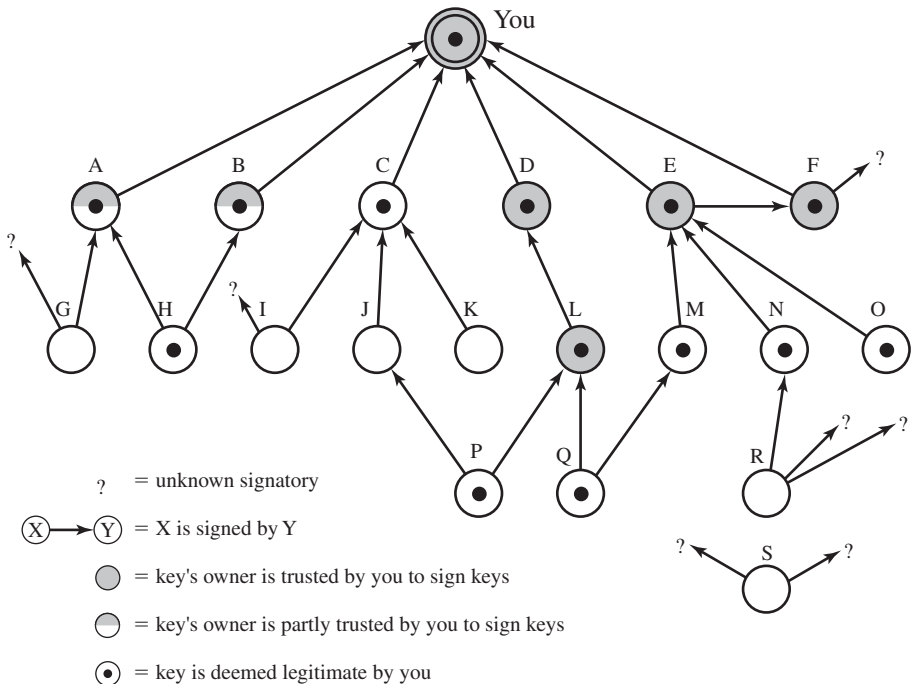 You
A B C D E F ?
?
G H ? I J K L M N O
? ?
P Q R
? = unknown signatory
X Y = X is signed by Y
? S ?
= key's owner is trusted by you to sign keys
= key's owner is partly trusted by you to sign keys
= key is deemed legitimate by you